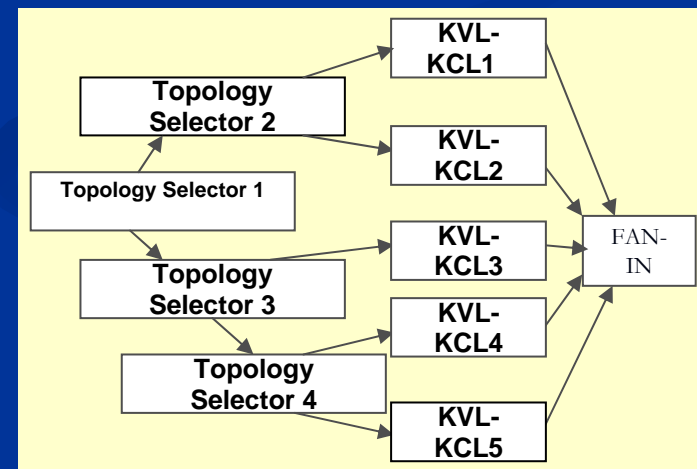 KVL-
KCL1
Topology
Selector 2
KVL-
KCL2
Topology Selector 1
KVL-
KCL3
FAN-
IN
Topology
Selector 3
KVL-
KCL4
Topology
Selector 4
KVL-
KCL5